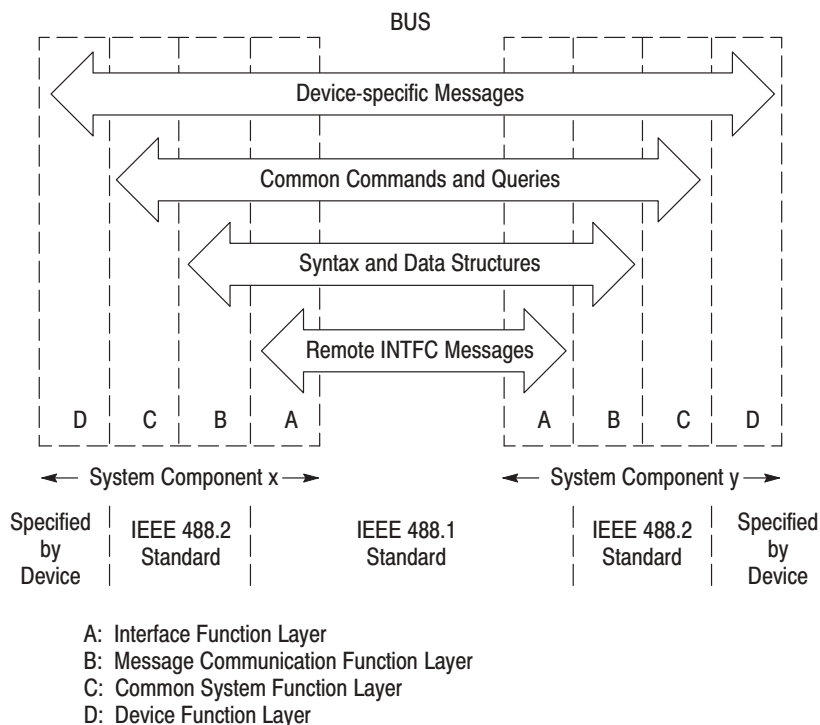 BUS
Device-specific Messages
Common Commands and Queries
Syntax and Data Structures
Remote INTFC Messages
D C B A A B C D
System Component x System Component y
Specified by Device
IEEE 488.2 Standard
IEEE 488.1 Standard
IEEE 488.2 Standard
Specified by Device
A: Interface Function Layer
B: Message Communication Function Layer
C: Common System Function Layer
D: Device Function Layer